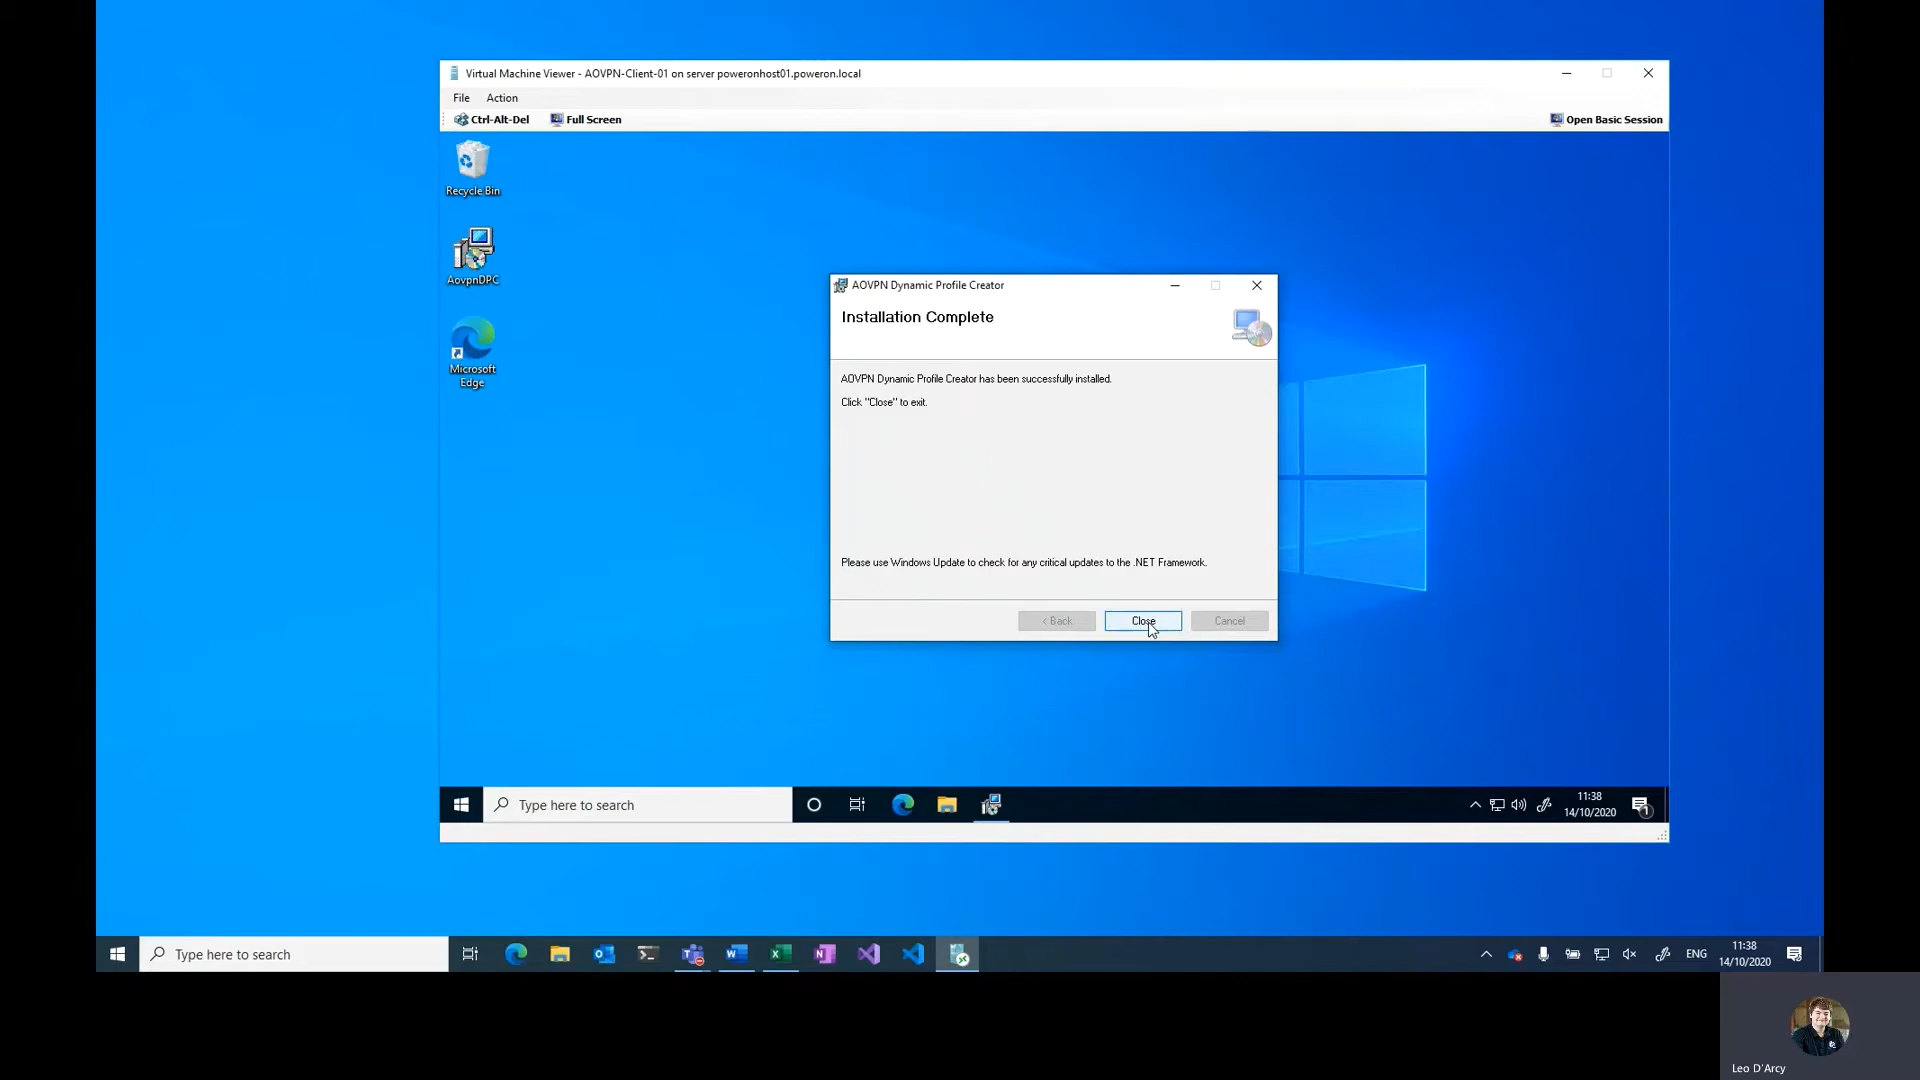 Virtual Machine Viewer - AOVPN-Client-01 on server poweronhost01.poweron.local
File Action
Ctrl-Alt-Del Full Screen Open Basic Session
Recycle Bin
AovpnDPC
Microsoft
Edge
AOVPN Dynamic Profile Creator
Installation Complete
AOVPN Dynamic Profile Creator has been successfully installed.
Click "Close" to exit.
Please use Windows Update to check for any critical updates to the .NET Framework.
< Back Close Cancel
Type here to search
11:38
14/10/2020
1
Type here to search
ENG
11:38
14/10/2020
Leo D'Arcy